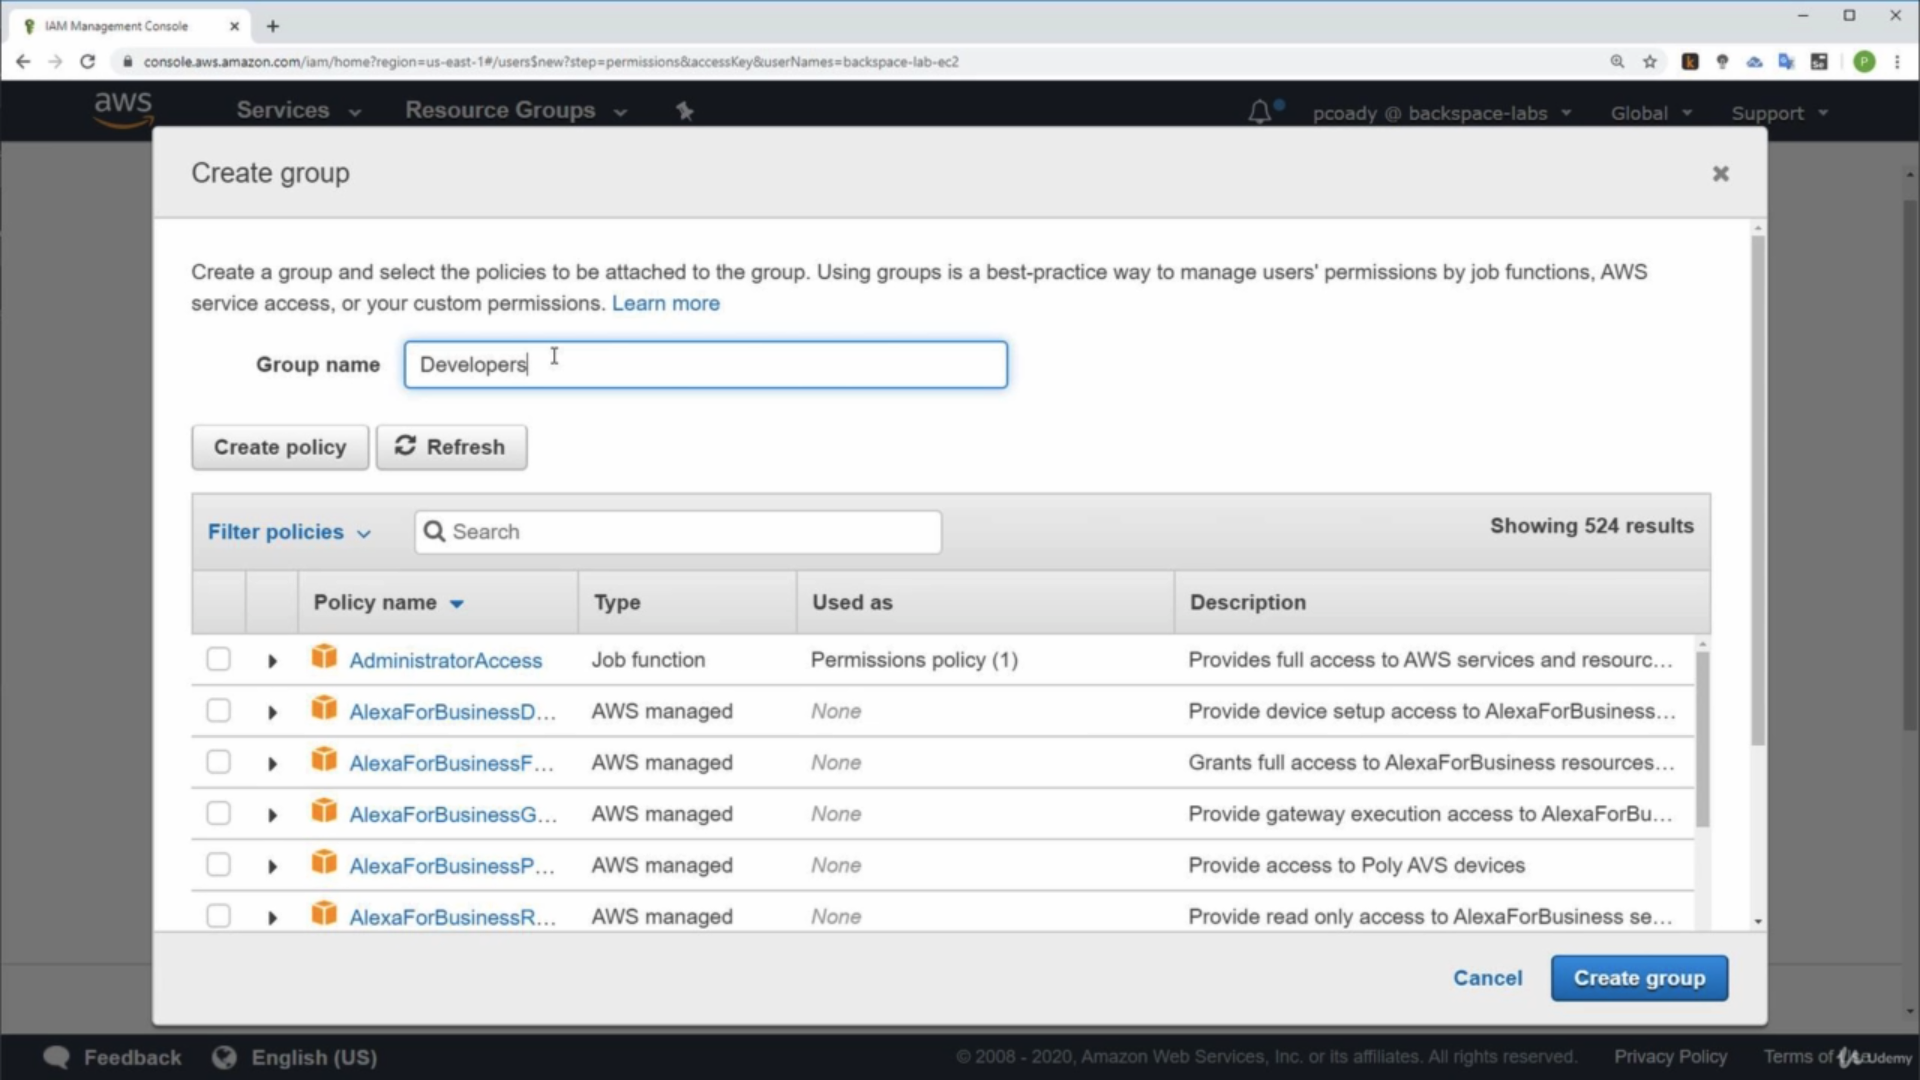 IAM Management Console
console.aws.amazon.com/iam/home?region=us-east-1#/users$new?step=permissions&accessKey&userNames=backspace-lab-ec2
P
aws
Services
Resource Groups
pcoady @ backspace-labs
Global
Support
Create group
Create a group and select the policies to be attached to the group. Using groups is a best-practice way to manage users' permissions by job functions, AWS
service access, or your custom permissions. Learn more
Group name
Developers
Create policy
Refresh
Filter policies
Search
Showing 524 results
Policy name Type Used as Description
AdministratorAccess Job function Permissions policy (1) Provides full access to AWS services and resourc...
AlexaForBusinessD... AWS managed None Provide device setup access to AlexaForBusiness...
AlexaForBusinessF... AWS managed None Grants full access to AlexaForBusiness resources...
AlexaForBusinessG... AWS managed None Provide gateway execution access to AlexaForBu...
AlexaForBusinessP... AWS managed None Provide access to Poly AVS devices
AlexaForBusinessR... AWS managed None Provide read only access to AlexaForBusiness se...
Cancel
Create group
Feedback
English (US)
© 2008 - 2020, Amazon Web Services, Inc. or its affiliates. All rights reserved.
Privacy Policy
Terms of
Udemy